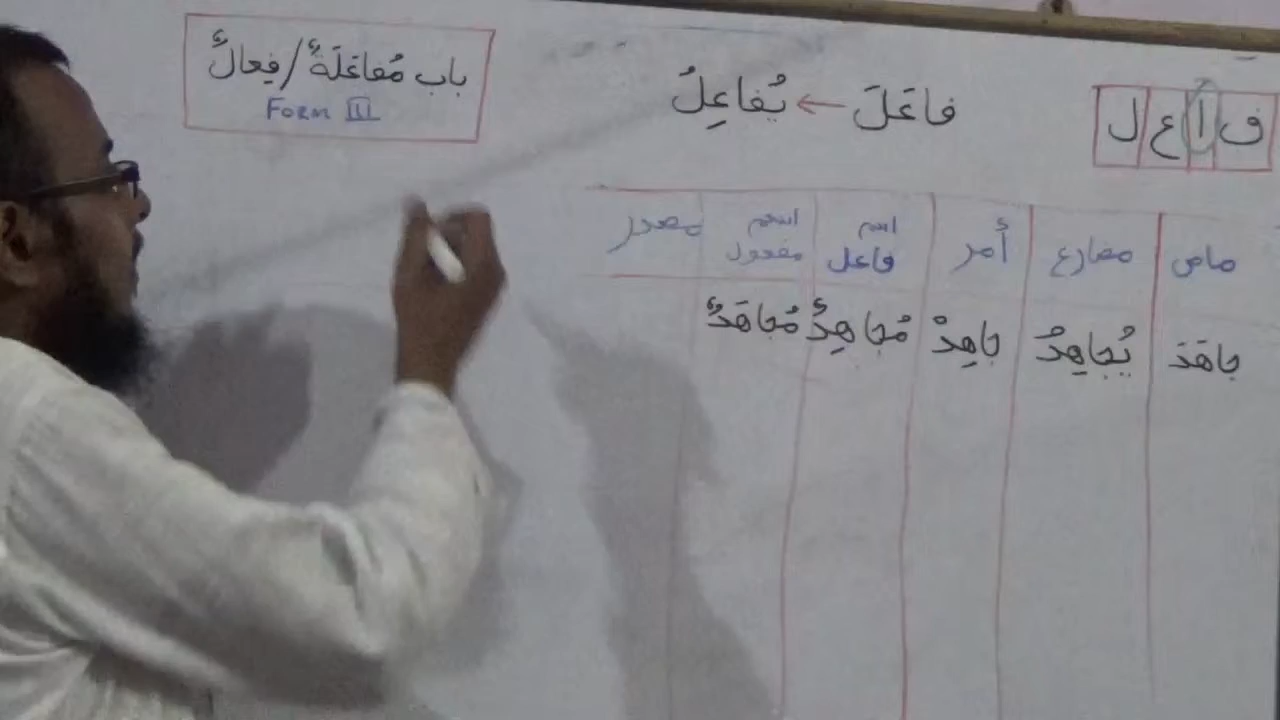 باب مُفاعَلَةٌ/فِعالٌ
Form III
فاعَلَ ← يُفاعِلُ
ف ا ع ل
ماض مضارع أمر اسم فاعل اسم مفعول مصدر
جاهَدَ يُجاهِدُ جاهِدْ مُجاهِدٌ مُجاهَدٌ